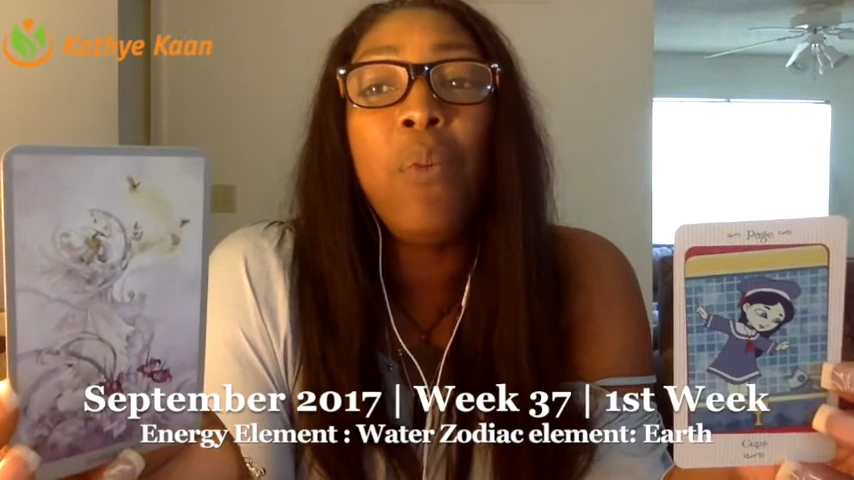 Kathye Kaan
Page
September 2017 | Week 37 | 1st Week
Energy Element : Water Zodiac element: Earth
Cups